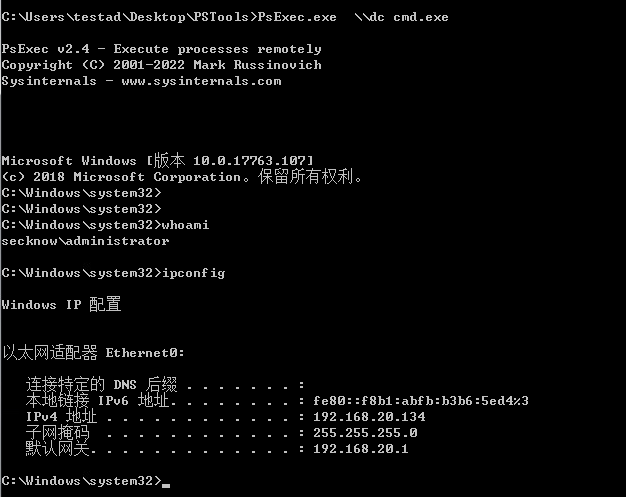 C:\Users\testad\Desktop\PSTools>PsExec.exe  \\dc cmd.exe
PsExec v2.4 - Execute processes remotely
Copyright (C) 2001-2022 Mark Russinovich
Sysinternals - www.sysinternals.com
Microsoft Windows [版本 10.0.17763.107]
(c) 2018 Microsoft Corporation。保留所有权利。
C:\Windows\system32>
C:\Windows\system32>
C:\Windows\system32>whoami
secknow\administrator
C:\Windows\system32>ipconfig
Windows IP 配置
以太网适配器 Ethernet0:
连接特定的 DNS 后缀 . . . . . . . :
本地链接 IPv6 地址. . . . . . . . : fe80::f8b1:abfb:b3b6:5ed4%3
IPv4 地址 . . . . . . . . . . . . : 192.168.20.134
子网掩码  . . . . . . . . . . . . : 255.255.255.0
默认网关. . . . . . . . . . . . . : 192.168.20.1
C:\Windows\system32>_